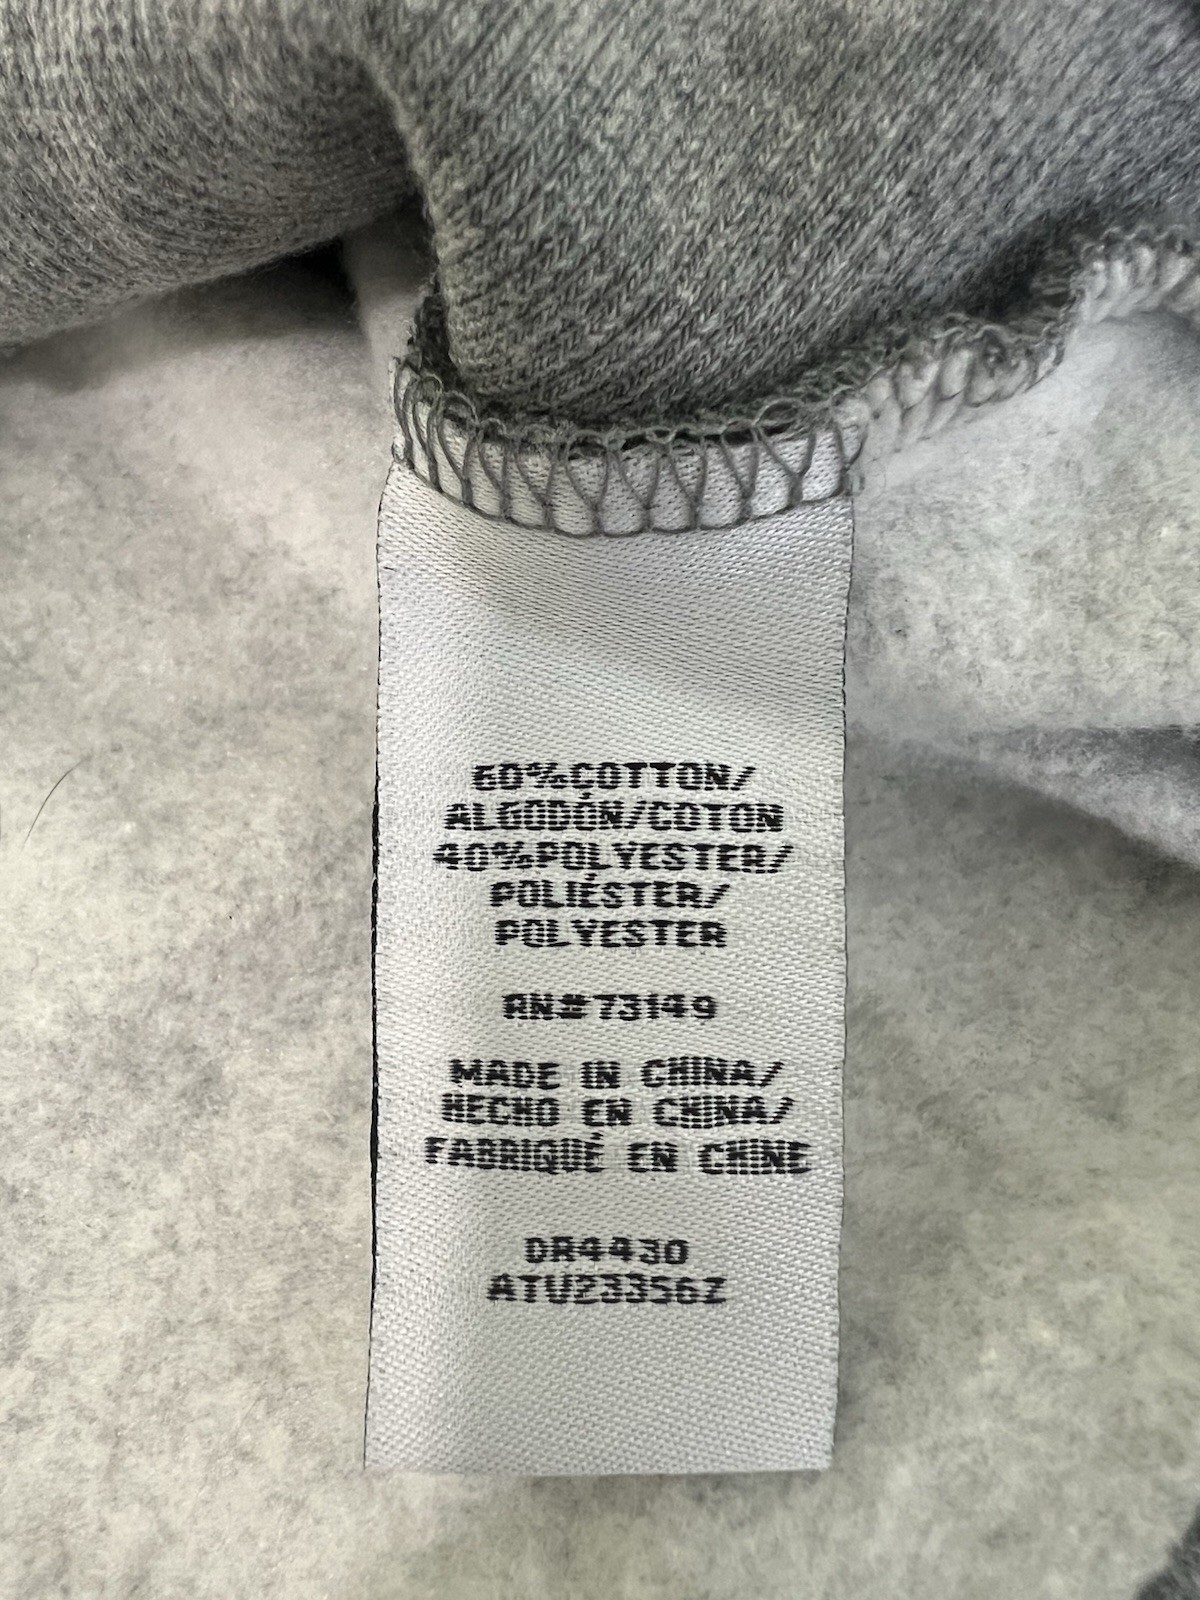 60%COTTON/
ALGODÓN/COTON
40%POLYESTER/
POLIÉSTER/
POLYESTER
RN#73149
MADE IN CHINA/
HECHO EN CHINA/
FABRIQUÉ EN CHINE
DR4430
ATV23356Z